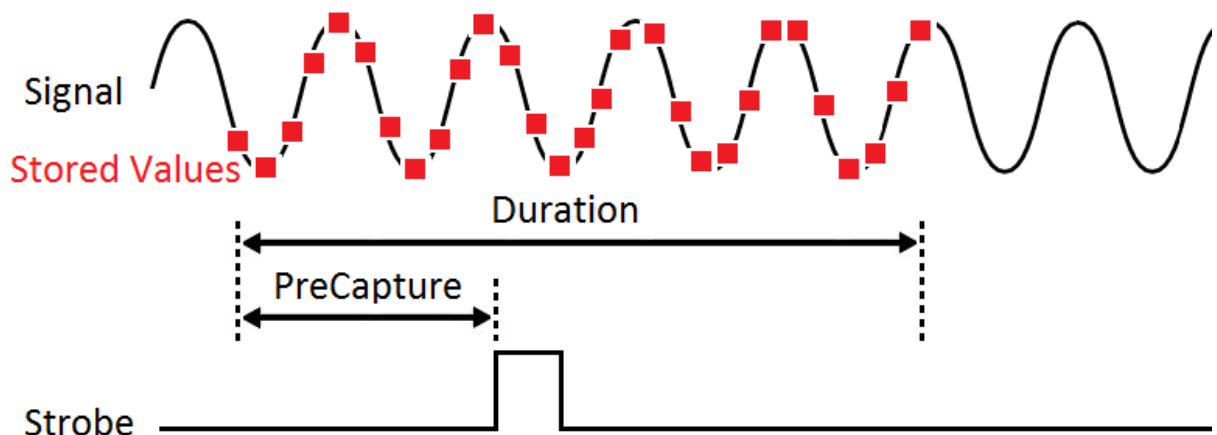 Signal
Stored Values
Duration
PreCapture
Strobe